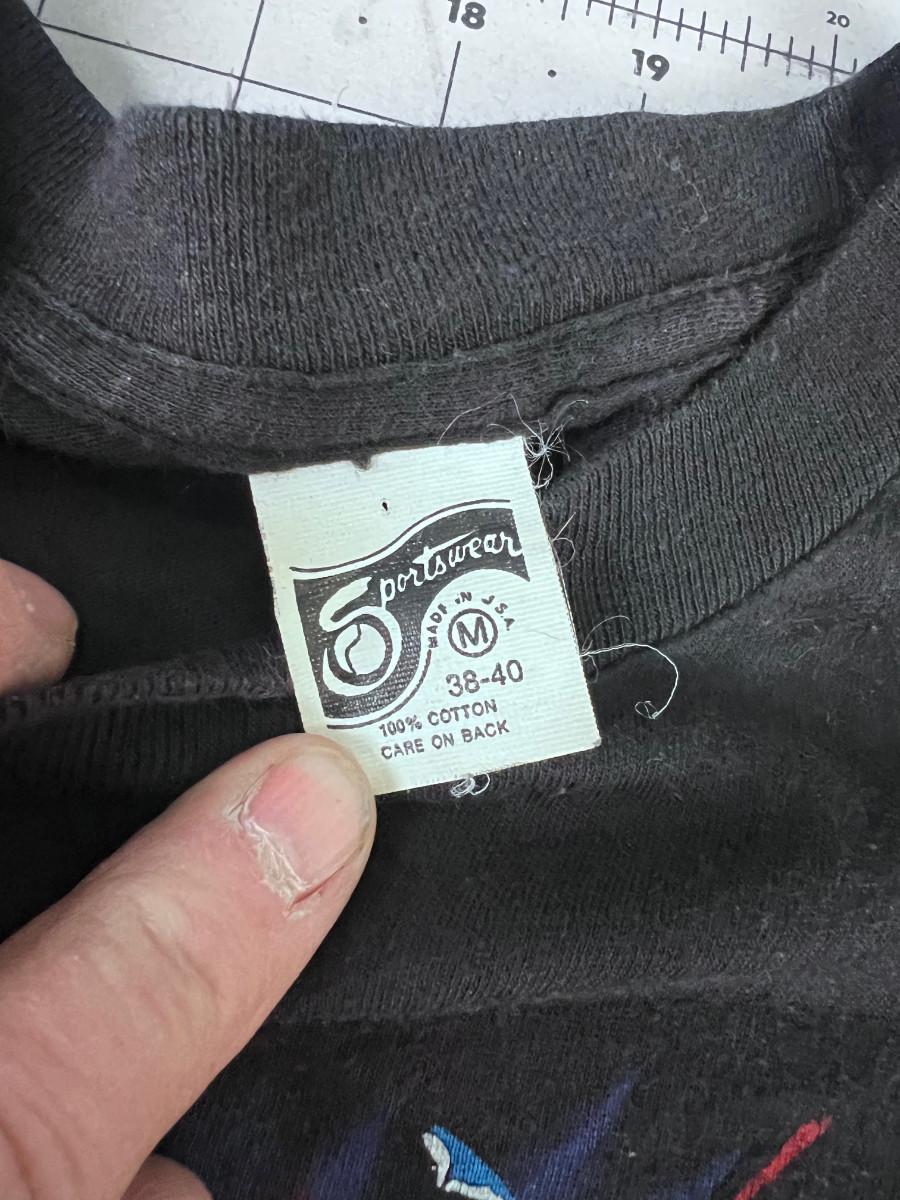 18
19
20
Sportswear
MADE IN U.S.A.
M
38-40
100% COTTON
CARE ON BACK